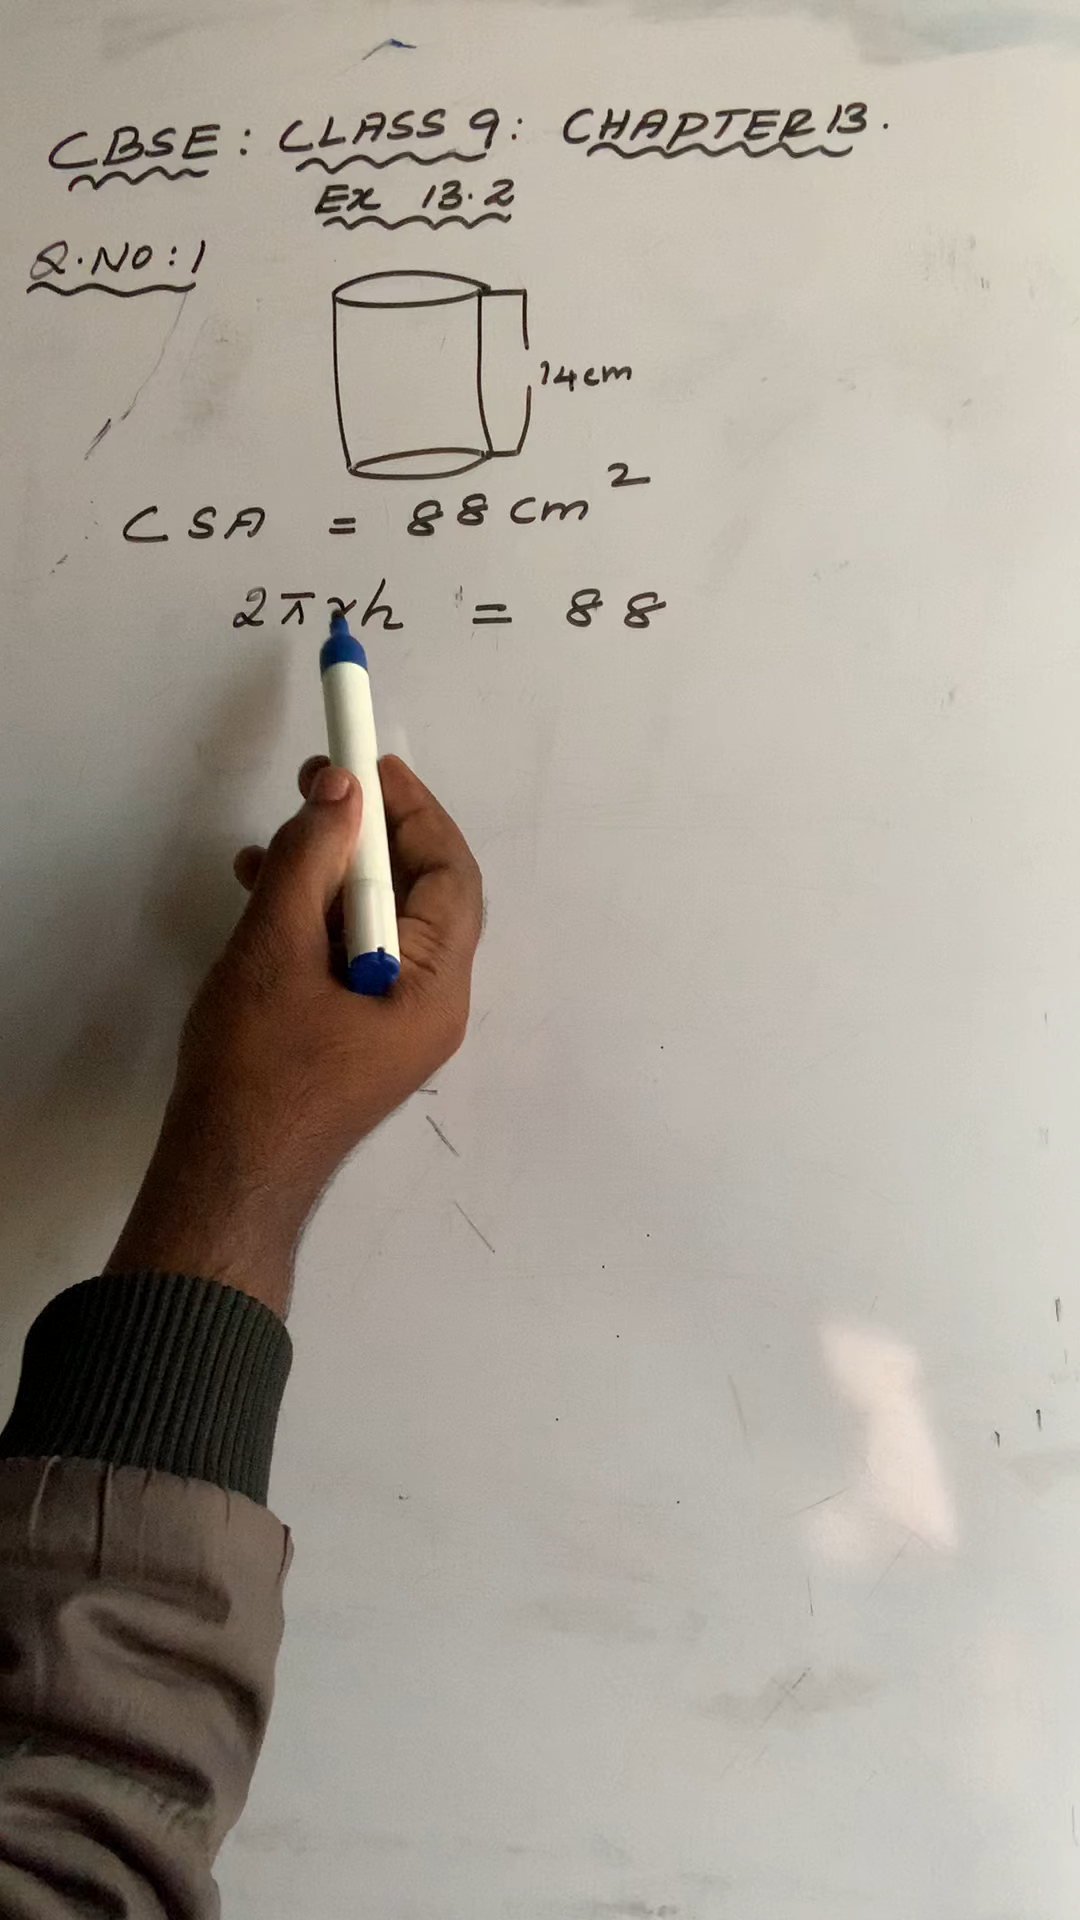 CBSE: CLASS 9: CHAPTER 13.
Ex 13.2
Q.NO:1
14cm
CSA = 88 cm²
2πrh = 88